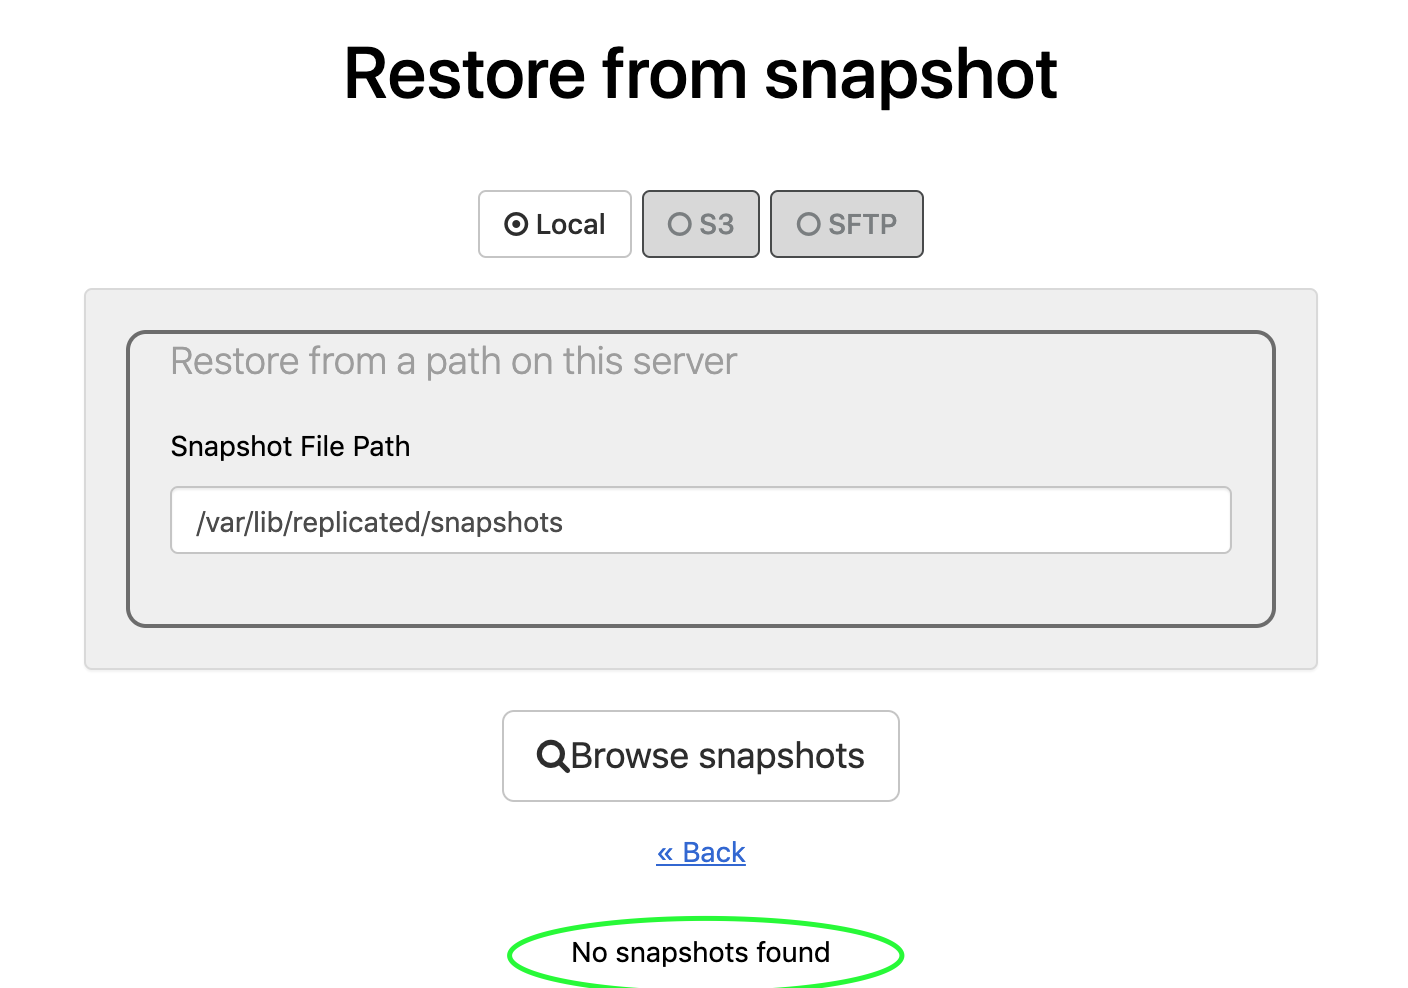 Restore from snapshot
Local
S3
SFTP
Restore from a path on this server
Snapshot File Path
/var/lib/replicated/snapshots
Browse snapshots
« Back
No snapshots found